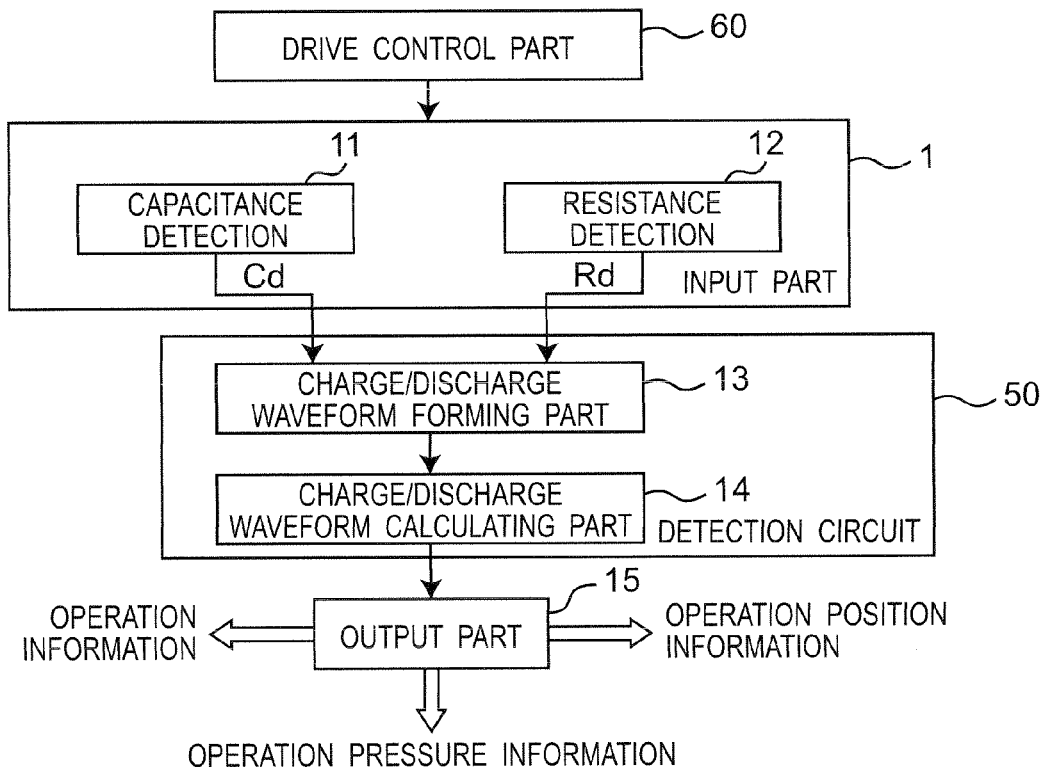 60
DRIVE CONTROL PART
11
12
1
CAPACITANCE
DETECTION
RESISTANCE
DETECTION
Cd
Rd
INPUT PART
CHARGE/DISCHARGE
WAVEFORM FORMING PART
13
50
CHARGE/DISCHARGE
WAVEFORM CALCULATING PART
14
DETECTION CIRCUIT
15
OPERATION
INFORMATION
OUTPUT PART
OPERATION POSITION
INFORMATION
OPERATION PRESSURE INFORMATION